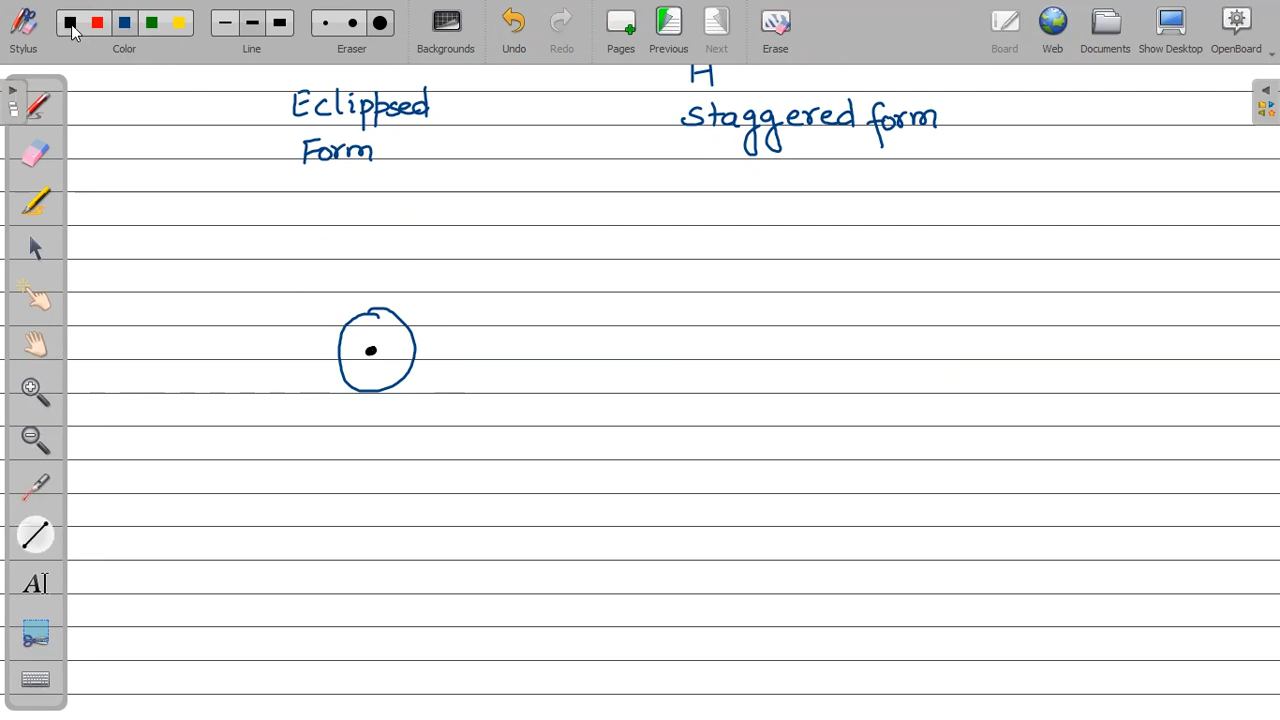 Stylus Color Line Eraser Backgrounds Undo Redo Pages Previous Next Erase Board Web Documents Show Desktop OpenBoard
H
Eclippsed
Form
Staggered form
A